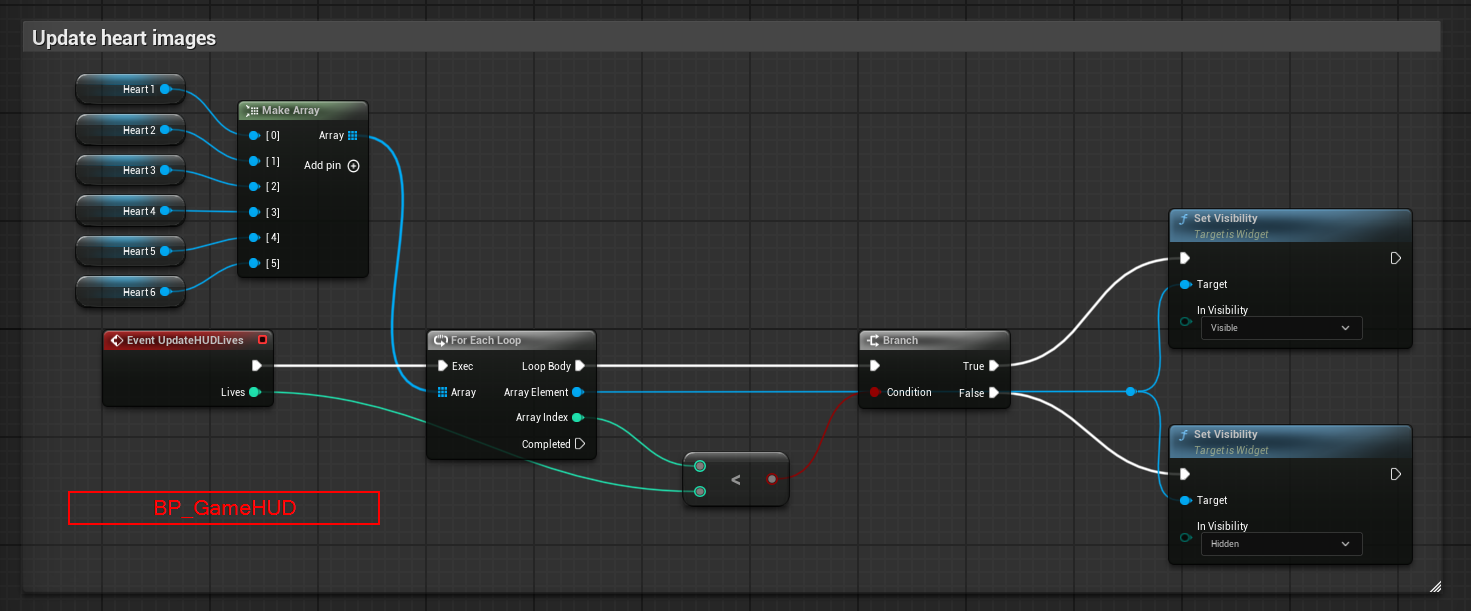 Update heart images
Heart 1
Heart 2
Heart 3
Heart 4
Heart 5
Heart 6
Make Array
[0]
Array
[1]
Add pin
[2]
[3]
[4]
[5]
Event UpdateHUDLives
Lives
For Each Loop
Exec
Loop Body
Array
Array Element
Array Index
Completed
<
Branch
True
Condition
False
Set Visibility
Target is Widget
Target
In Visibility
Visible
Set Visibility
Target is Widget
Target
In Visibility
Hidden
BP_GameHUD